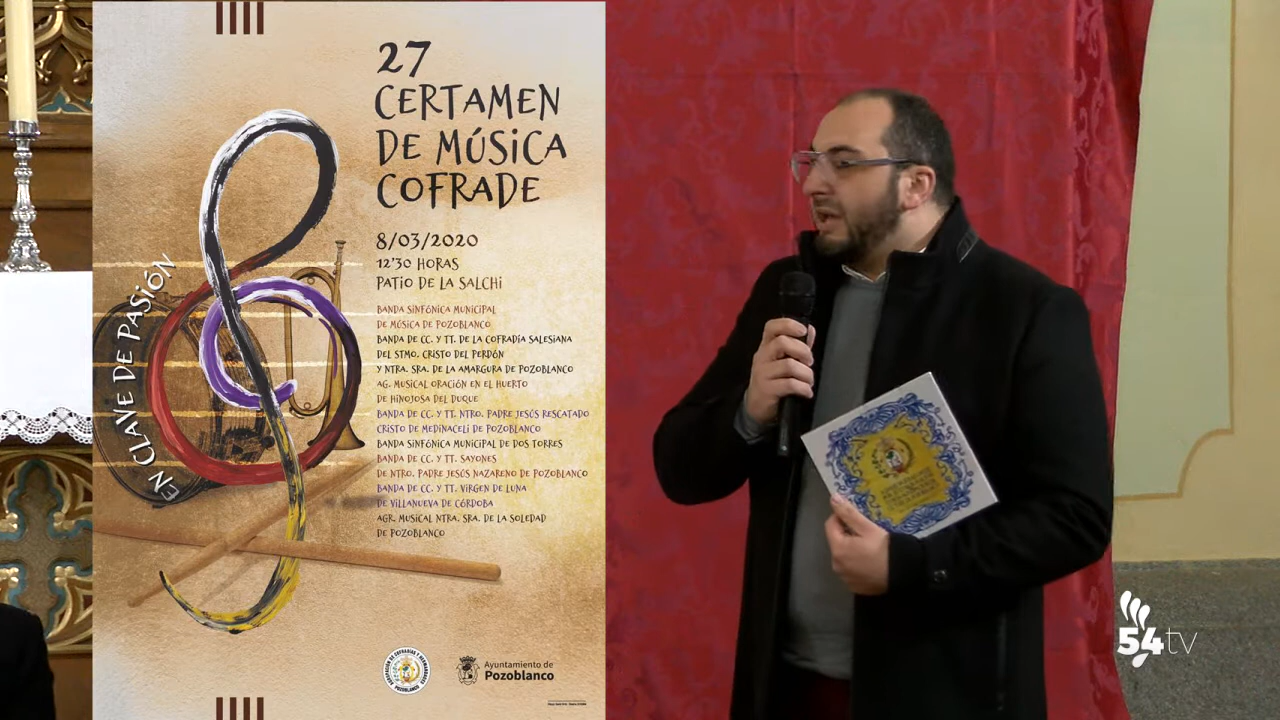 27
CERTAMEN
DE MÚSICA
COFRADE
8/03/2020
12'30 HORAS
PATIO DE LA SALCHI
EN CLAVE DE PASIÓN
BANDA SINFÓNICA MUNICIPAL
DE MÚSICA DE POZOBLANCO
BANDA DE CC. Y TT. DE LA COFRADÍA SALESIANA
DEL STMO. CRISTO DEL PERDÓN
Y NTRA. SRA. DE LA AMARGURA DE POZOBLANCO
AG. MUSICAL ORACIÓN EN EL HUERTO
DE HINOJOSA DEL DUQUE
BANDA DE CC. Y TT. NTRO. PADRE JESÚS RESCATADO
CRISTO DE MEDINACELI DE POZOBLANCO
BANDA SINFÓNICA MUNICIPAL DE DOS TORRES
BANDA DE CC. Y TT. SAYONES
DE NTRO. PADRE JESÚS NAZARENO DE POZOBLANCO
BANDA DE CC. Y TT. VIRGEN DE LUNA
DE VILLANUEVA DE CÓRDOBA
AGR. MUSICAL NTRA. SRA. DE LA SOLEDAD
DE POZOBLANCO
POZOBLANCO
Ayuntamiento de
Pozoblanco
54tv